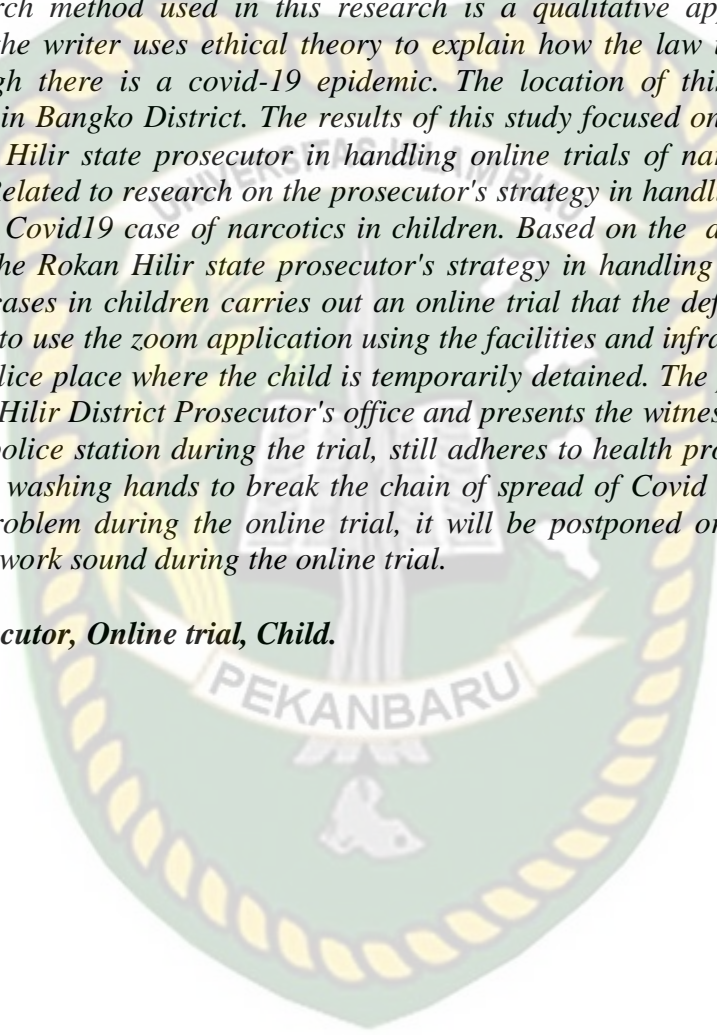 rch method used in this research is a qualitative ap
he writer uses ethical theory to explain how the law
gh there is a covid-19 epidemic. The location of this
in Bangko District. The results of this study focused on
Hilir state prosecutor in handling online trials of na
Related to research on the prosecutor's strategy in handl
Covid19 case of narcotics in children. Based on the a
he Rokan Hilir state prosecutor's strategy in handling
cases in children carries out an online trial that the def
to use the zoom application using the facilities and infra
lice place where the child is temporarily detained. The
Hilir District Prosecutor's office and presents the witnes
police station during the trial, still adheres to health pro
washing hands to break the chain of spread of Covid
roblem during the online trial, it will be postponed or
work sound during the online trial.
cutor, Online trial, Child.
UNIVERSITAS ISLAM RIAU
PEKANBARU